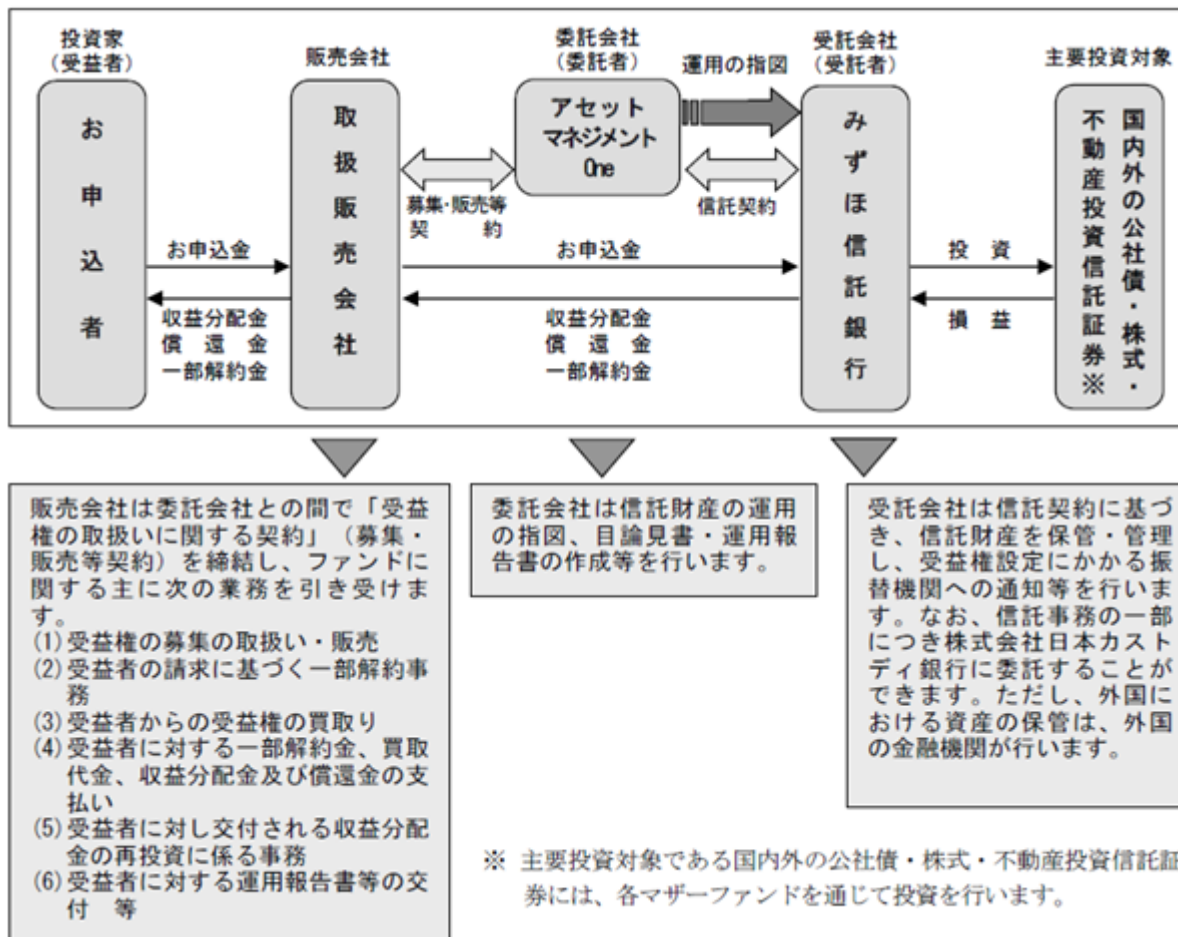 投資家
(受益者)
販売会社
委託会社
(委託者)
運用の指図
受託会社
(受託者)
主要投資対象
お申込者
取扱販売会社
アセット
マネジメント
One
みずほ信託銀行
国内外の公社債・株式・
不動産投資信託証券※
募集・販売等
契約
信託契約
お申込金
お申込金
投資
収益分配金
償還金
一部解約金
収益分配金
償還金
一部解約金
損益
販売会社は委託会社との間で「受益
権の取扱いに関する契約」(募集・
販売等契約)を締結し、ファンドに
関する主に次の業務を引き受けま
す。
(1)受益権の募集の取扱い・販売
(2)受益者の請求に基づく一部解約事
務
(3)受益者からの受益権の買取り
(4)受益者に対する一部解約金、買取
代金、収益分配金及び償還金の支
払い
(5)受益者に対し交付される収益分配
金の再投資に係る事務
(6)受益者に対する運用報告書等の交
付 等
委託会社は信託財産の運用
の指図、目論見書・運用報
告書の作成等を行います。
受託会社は信託契約に基づ
き、信託財産を保管・管理
し、受益権設定にかかる振
替機関への通知等を行いま
す。なお、信託事務の一部
につき株式会社日本カスト
ディ銀行に委託することが
できます。ただし、外国に
おける資産の保管は、外国
の金融機関が行います。
※ 主要投資対象である国内外の公社債・株式・不動産投資信託証
券には、各マザーファンドを通じて投資を行います。